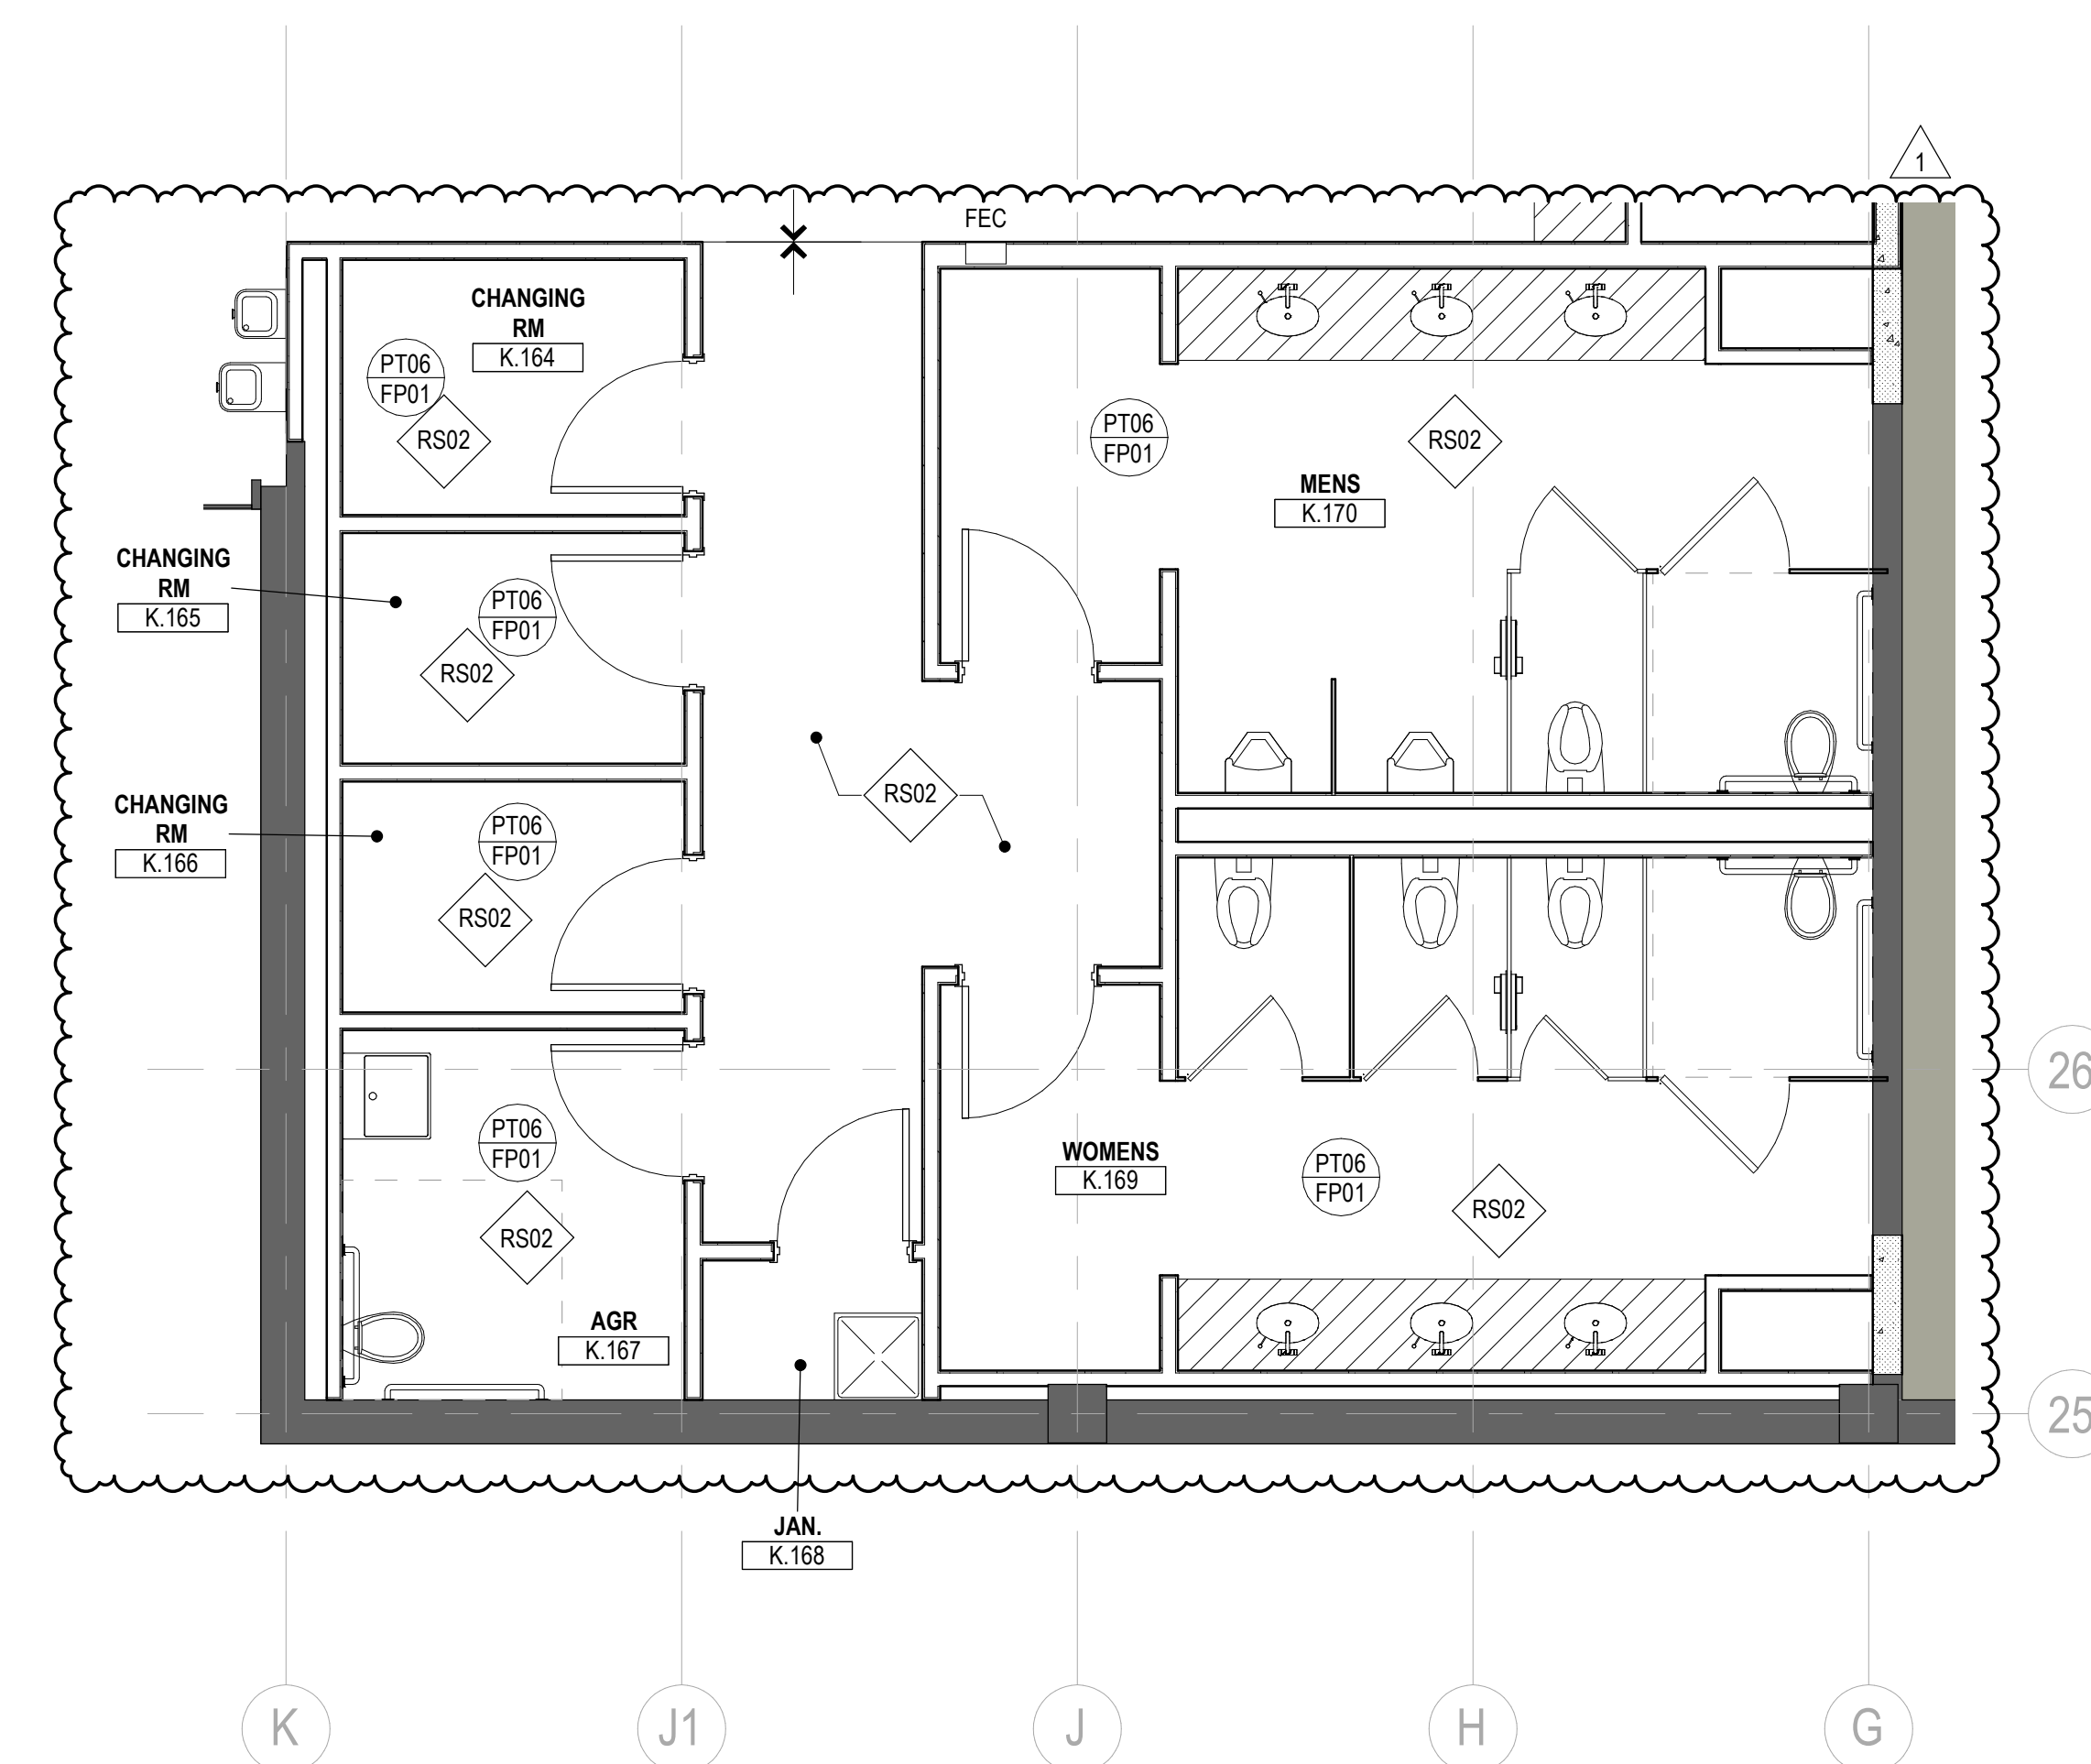 1
FEC
CHANGING
RM
K.164
PT06
FP01
RS02
PT06
FP01
RS02
MENS
K.170
CHANGING
RM
K.165
PT06
FP01
RS02
CHANGING
RM
K.166
PT06
FP01
RS02
RS02
26
PT06
FP01
RS02
WOMENS
K.169
PT06
FP01
RS02
AGR
K.167
25
JAN.
K.168
K
J1
J
H
G